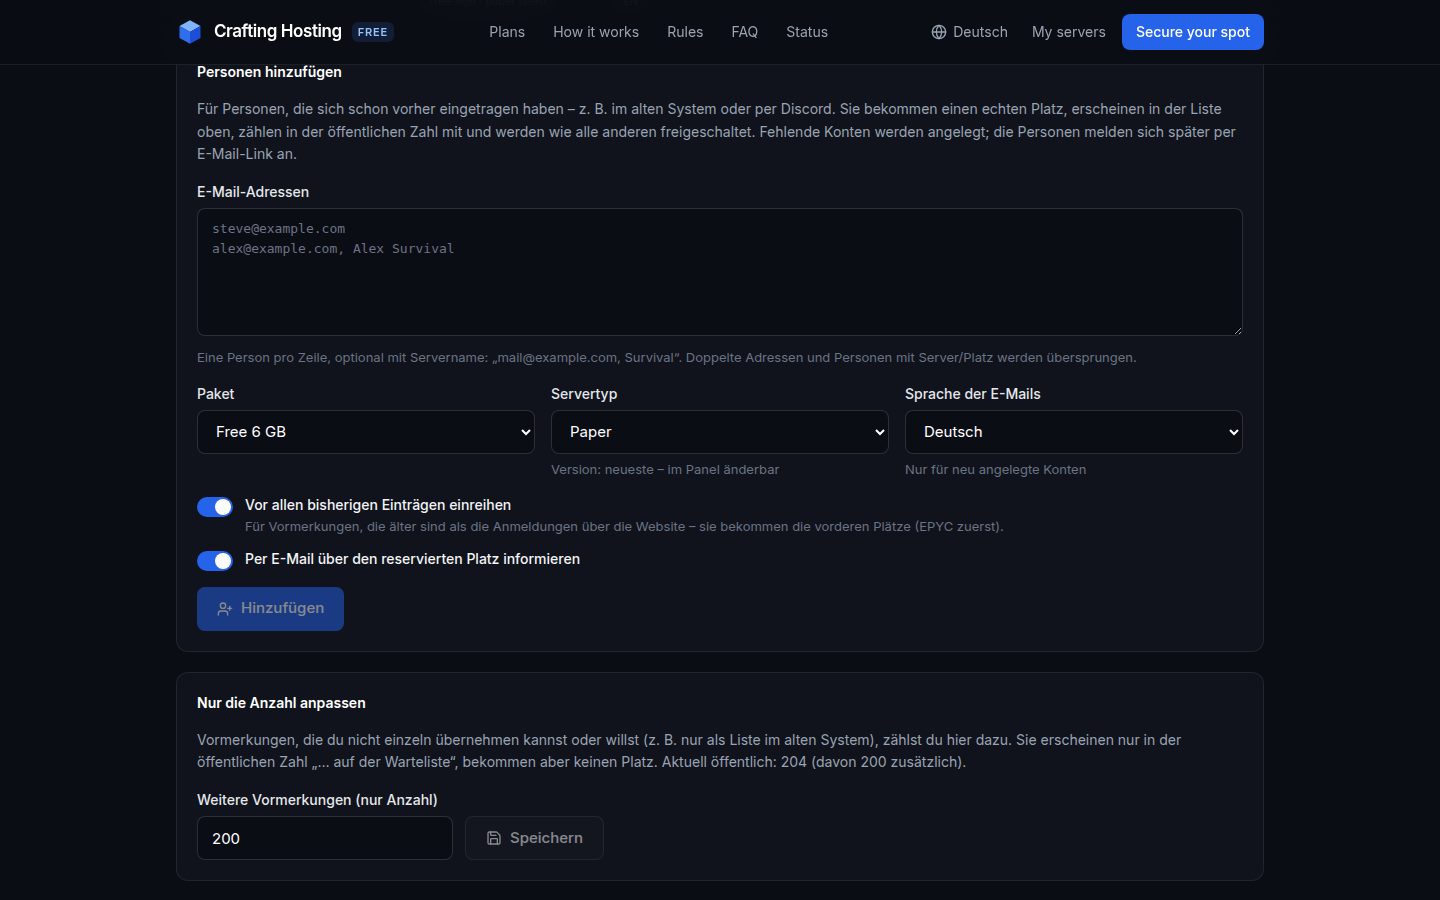 Crafting Hosting FREE Plans How it works Rules FAQ Status Deutsch My servers Secure your spot
Personen hinzufügen
Für Personen, die sich schon vorher eingetragen haben – z. B. im alten System oder per Discord. Sie bekommen einen echten Platz, erscheinen in der Liste
oben, zählen in der öffentlichen Zahl mit und werden wie alle anderen freigeschaltet. Fehlende Konten werden angelegt; die Personen melden sich später per
E-Mail-Link an.
E-Mail-Adressen
steve@example.com
alex@example.com, Alex Survival
Eine Person pro Zeile, optional mit Servername: „mail@example.com, Survival“. Doppelte Adressen und Personen mit Server/Platz werden übersprungen.
Paket Servertyp Sprache der E-Mails
Free 6 GB Paper Deutsch
Version: neueste – im Panel änderbar Nur für neu angelegte Konten
Vor allen bisherigen Einträgen einreihen
Für Vormerkungen, die älter sind als die Anmeldungen über die Website – sie bekommen die vorderen Plätze (EPYC zuerst).
Per E-Mail über den reservierten Platz informieren
Hinzufügen
Nur die Anzahl anpassen
Vormerkungen, die du nicht einzeln übernehmen kannst oder willst (z. B. nur als Liste im alten System), zählst du hier dazu. Sie erscheinen nur in der
öffentlichen Zahl „… auf der Warteliste“, bekommen aber keinen Platz. Aktuell öffentlich: 204 (davon 200 zusätzlich).
Weitere Vormerkungen (nur Anzahl)
200 Speichern